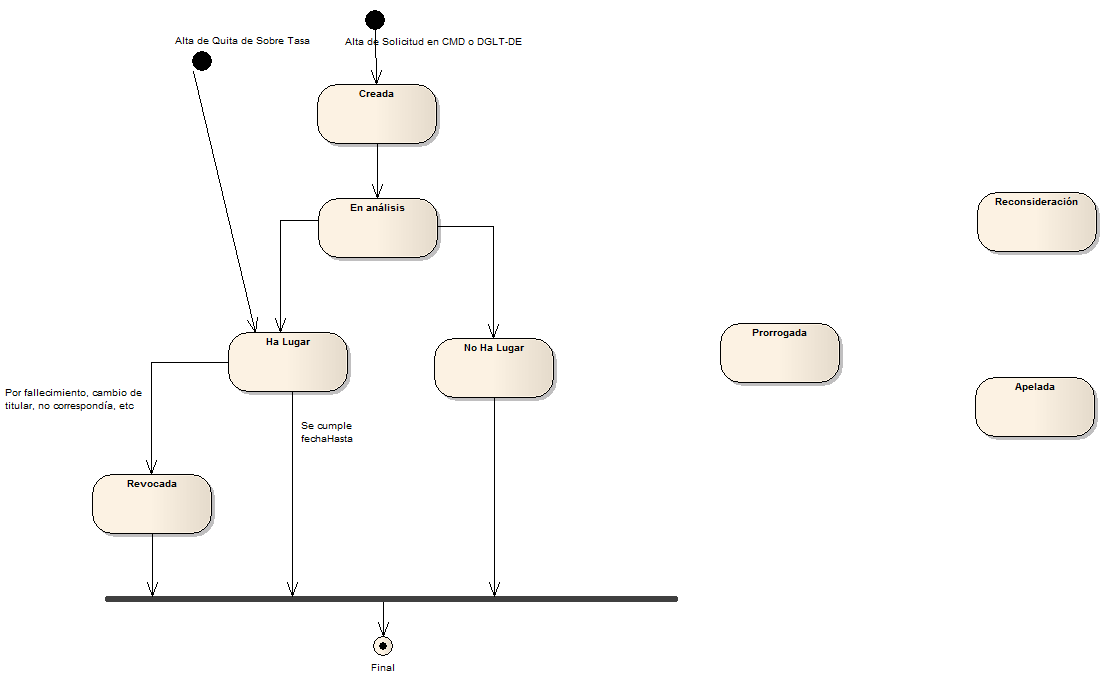 Alta de Quita de Sobre Tasa
Alta de Solicitud en CMD o DGLT-DE
Creada
En análisis
Reconsideración
Ha Lugar
No Ha Lugar
Prorrogada
Apelada
Por fallecimiento, cambio de
titular, no correspondía, etc
Se cumple
fechaHasta
Revocada
Final